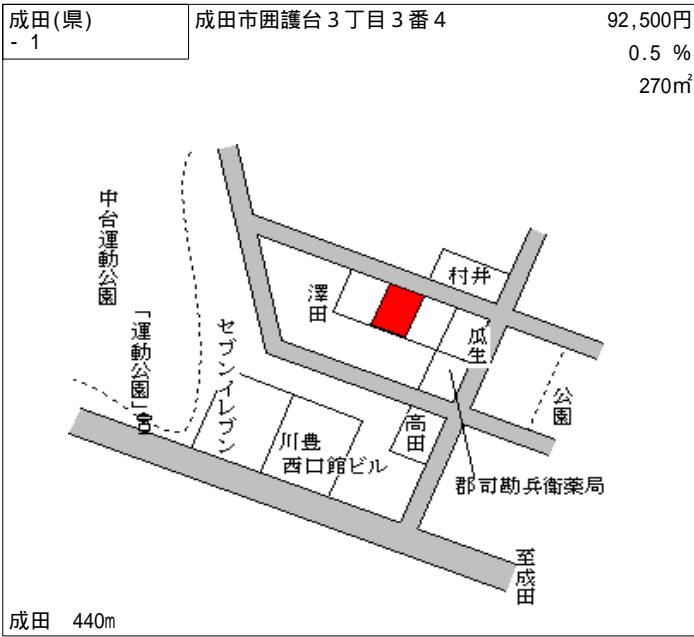 成田(県)
- 1
成田市囲護台３丁目３番４
92,500円
0.5 %
270㎡
中台運動公園
「運動公園」
セブンイレブン
澤田
村井
瓜生
公園
高田
川豊
西口館ビル
郡司勘兵衛薬局
至成田
成田 440m